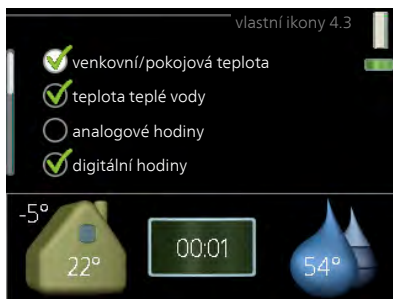 vlastní ikony 4.3
venkovní/pokojová teplota
teplota teplé vody
analogové hodiny
digitální hodiny
-5°
22°
00:01
54°